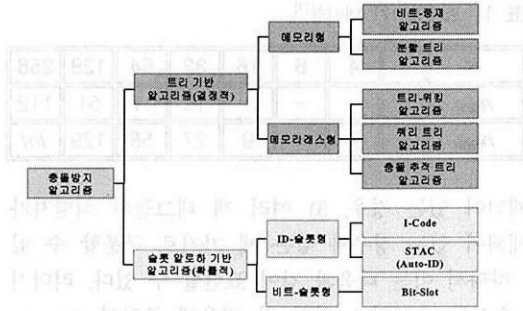 메모리형
비트-중재
알고리즘
분할 트리
알고리즘
트리 기반
알고리즘(결정적)
트리-워킹
알고리즘
메모리래스형
쿼리 트리
알고리즘
충돌 추적 트리
알고리즘
충돌방지
알고리즘
ID-슬롯형
I-Code
슬롯 알로하 기반
알고리즘(확률적)
STAC
(Auto-ID)
비트-슬롯형
Bit-Slot